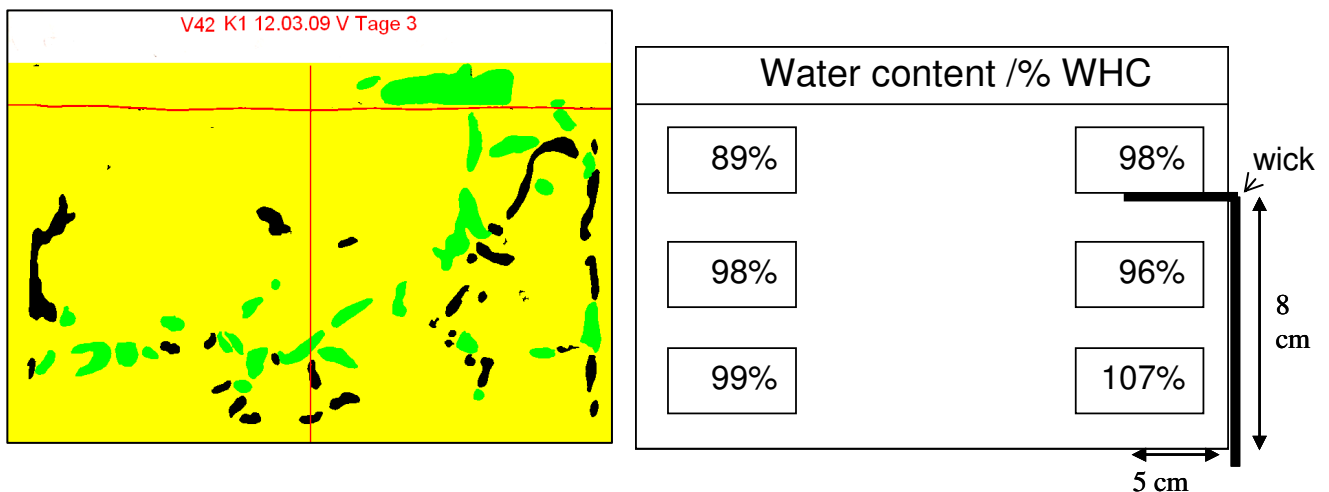 V42 K1 12.03.09 V Tage 3
Water content /% WHC
89%
98%
wick
98%
96%
8
cm
99%
107%
5 cm